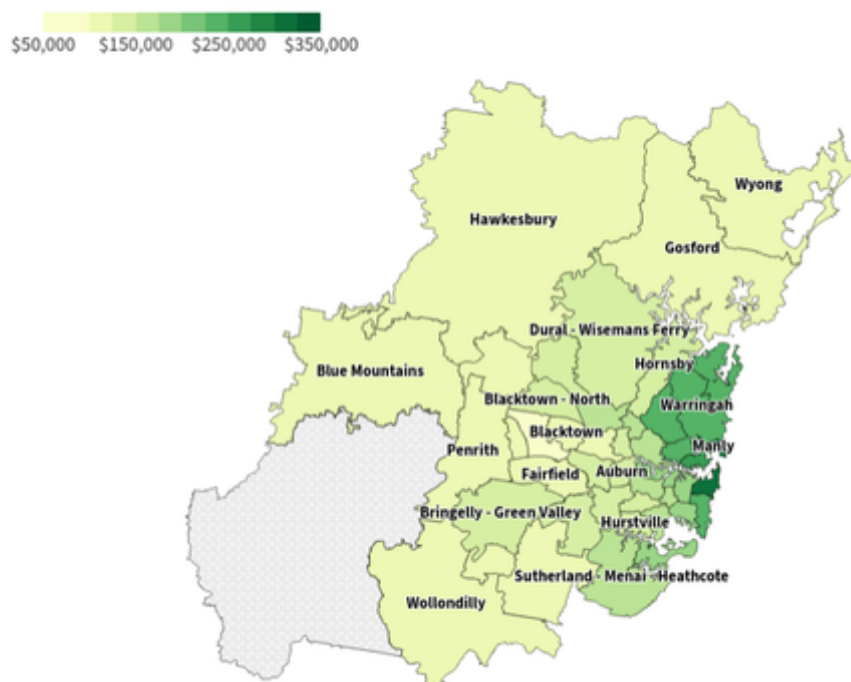 $50,000 $150,000 $250,000 $350,000
Wyong
Hawkesbury
Gosford
Dural - Wisemans Ferry
Hornsby
Blue Mountains
Blacktown - North
Warringah
Blacktown
Manly
Penrith
Fairfield
Auburn
Bringelly - Green Valley
Hurstville
Sutherland - Menai - Heathcote
Wollondilly